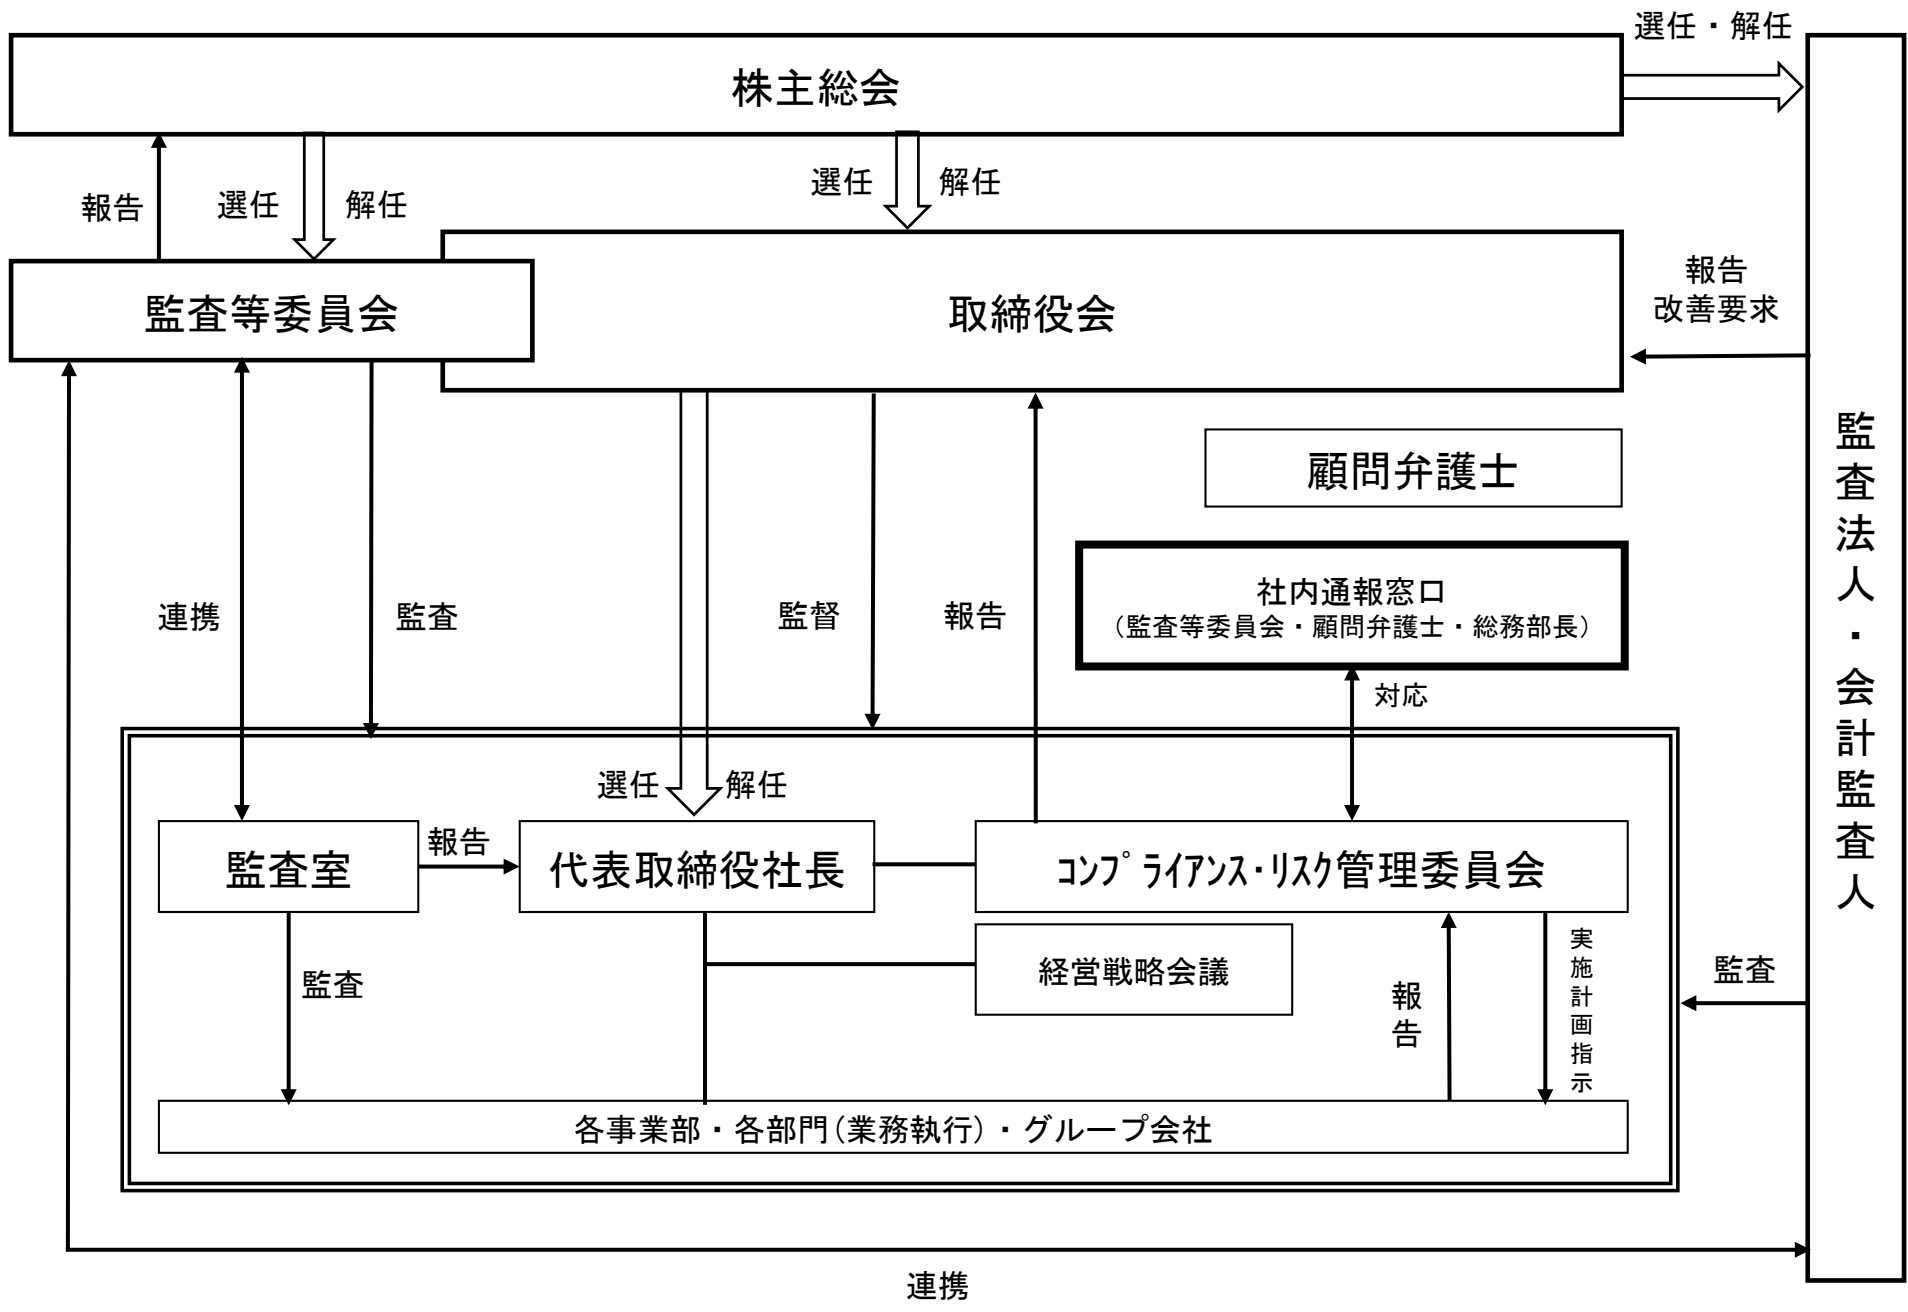 選任・解任
株主総会
報告
選任
解任
選任
解任
監査等委員会
取締役会
報告
改善要求
顧問弁護士
監査法人・会計監査人
社内通報窓口
（監査等委員会・顧問弁護士・総務部長）
連携
監査
監督
報告
対応
選任
解任
監査室
報告
代表取締役社長
ｺﾝﾌﾟﾗｲｱﾝｽ・ﾘｽｸ管理委員会
監査
経営戦略会議
報告
実施計画指示
監査
各事業部・各部門（業務執行）・グループ会社
連携